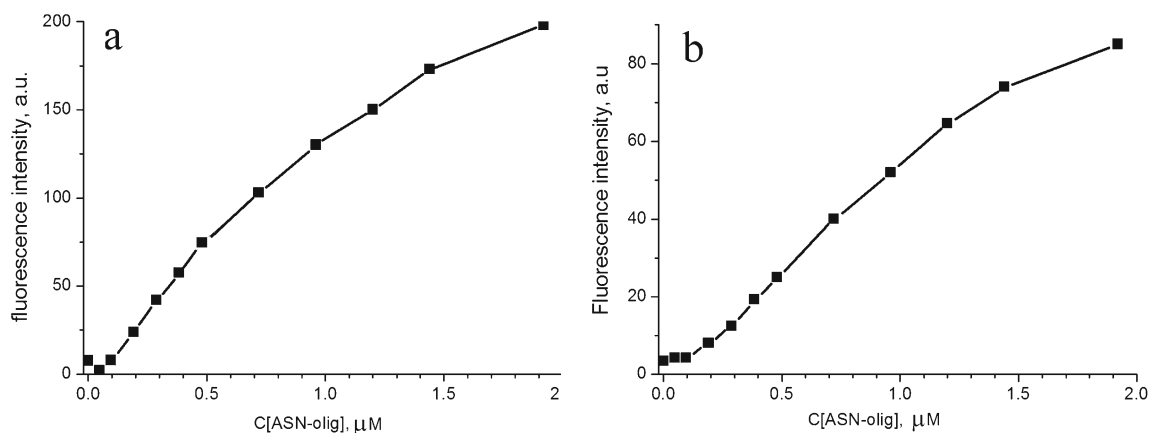 a
200
150
100
50
0
fluorescence intensity, a.u.
0.0 0.5 1.0 1.5 2
C[ASN-olig], μM
b
80
60
40
20
0
Fluorescence intensity, a.u
0.0 0.5 1.0 1.5 2.0
C[ASN-olig], μM